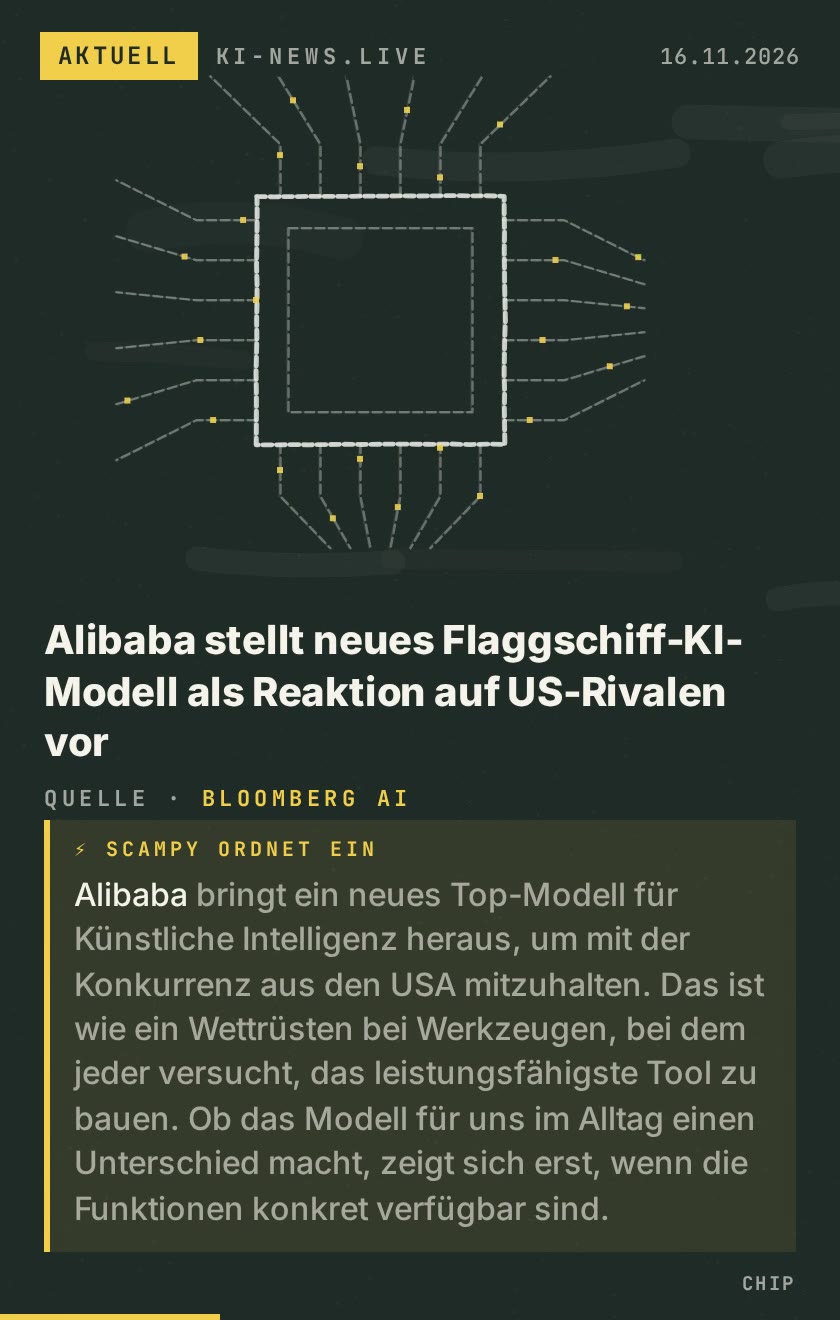 AKTUELL KI-NEWS.LIVE 16.11.2026
Alibaba stellt neues Flaggschiff-KI-
Modell als Reaktion auf US-Rivalen
vor
QUELLE · BLOOMBERG AI
⚡ SCAMPY ORDNET EIN
Alibaba bringt ein neues Top-Modell für
Künstliche Intelligenz heraus, um mit der
Konkurrenz aus den USA mitzuhalten. Das ist
wie ein Wettrüsten bei Werkzeugen, bei dem
jeder versucht, das leistungsfähigste Tool zu
bauen. Ob das Modell für uns im Alltag einen
Unterschied macht, zeigt sich erst, wenn die
Funktionen konkret verfügbar sind.
CHIP